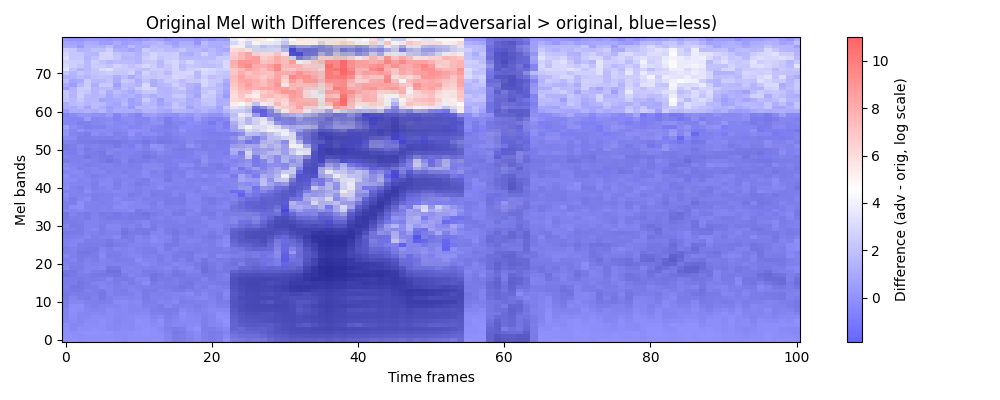 Original Mel with Differences (red=adversarial > original, blue=less)
Mel bands
70
60
50
40
30
20
10
0
0 20 40 60 80 100
Time frames
10
8
6
4
2
0
Difference (adv - orig, log scale)